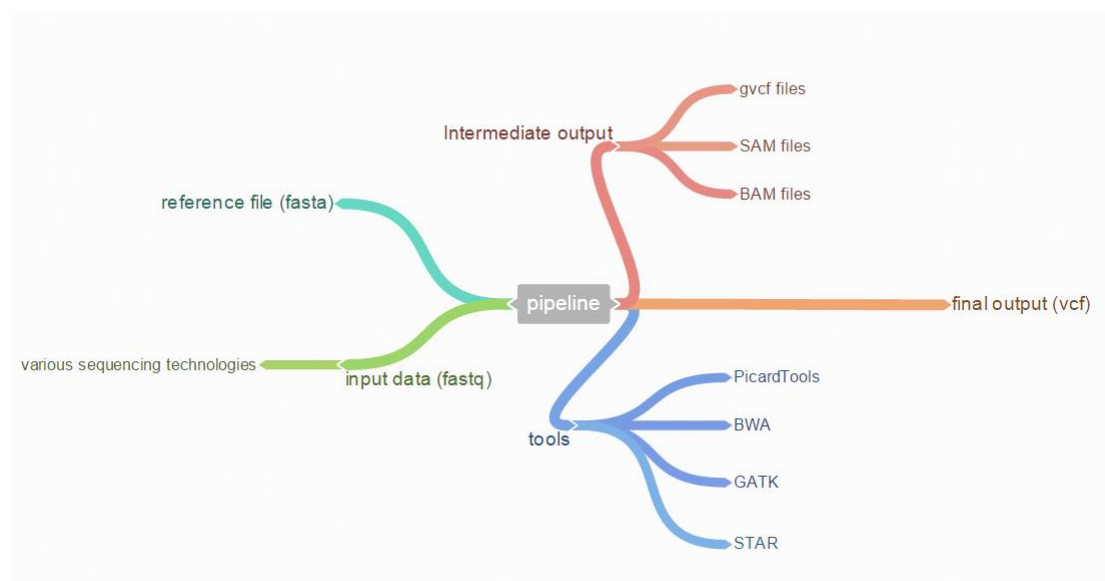 gvcf files
Intermediate output
SAM files
BAM files
reference file (fasta)
pipeline
final output (vcf)
various sequencing technologies
input data (fastq)
PicardTools
BWA
tools
GATK
STAR